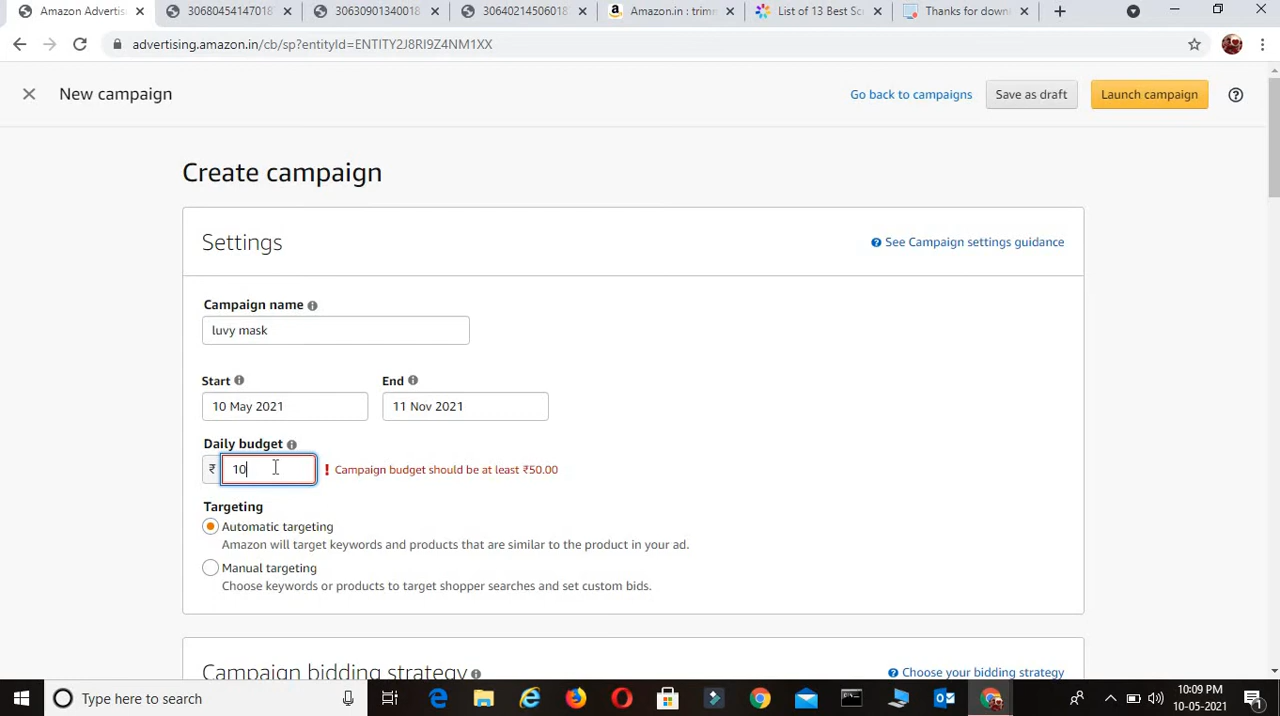 Amazon Advertis
30680454147018
30630901340018
30640214506018
Amazon.in : trimm
List of 13 Best Sc
Thanks for down
advertising.amazon.in/cb/sp?entityId=ENTITY2J8RI9Z4NM1XX
New campaign
Go back to campaigns
Save as draft
Launch campaign
Create campaign
Settings
See Campaign settings guidance
Campaign name
luvy mask
Start
End
10 May 2021
11 Nov 2021
Daily budget
₹ 10
! Campaign budget should be at least ₹50.00
Targeting
Automatic targeting
Amazon will target keywords and products that are similar to the product in your ad.
Manual targeting
Choose keywords or products to target shopper searches and set custom bids.
Campaign bidding strategy
Choose your bidding strategy
Type here to search
10:09 PM
10-05-2021
1